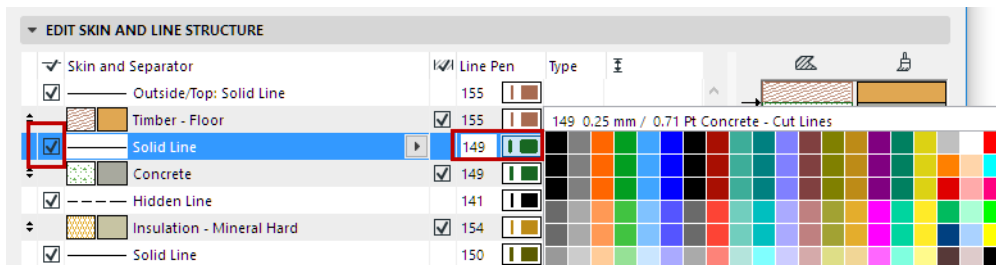 EDIT SKIN AND LINE STRUCTURE
Skin and Separator Line Pen Type
Outside/Top: Solid Line 155
Timber - Floor 155
149 0.25 mm / 0.71 Pt Concrete - Cut Lines
Solid Line 149
Concrete 149
Hidden Line 141
Insulation - Mineral Hard 154
Solid Line 150